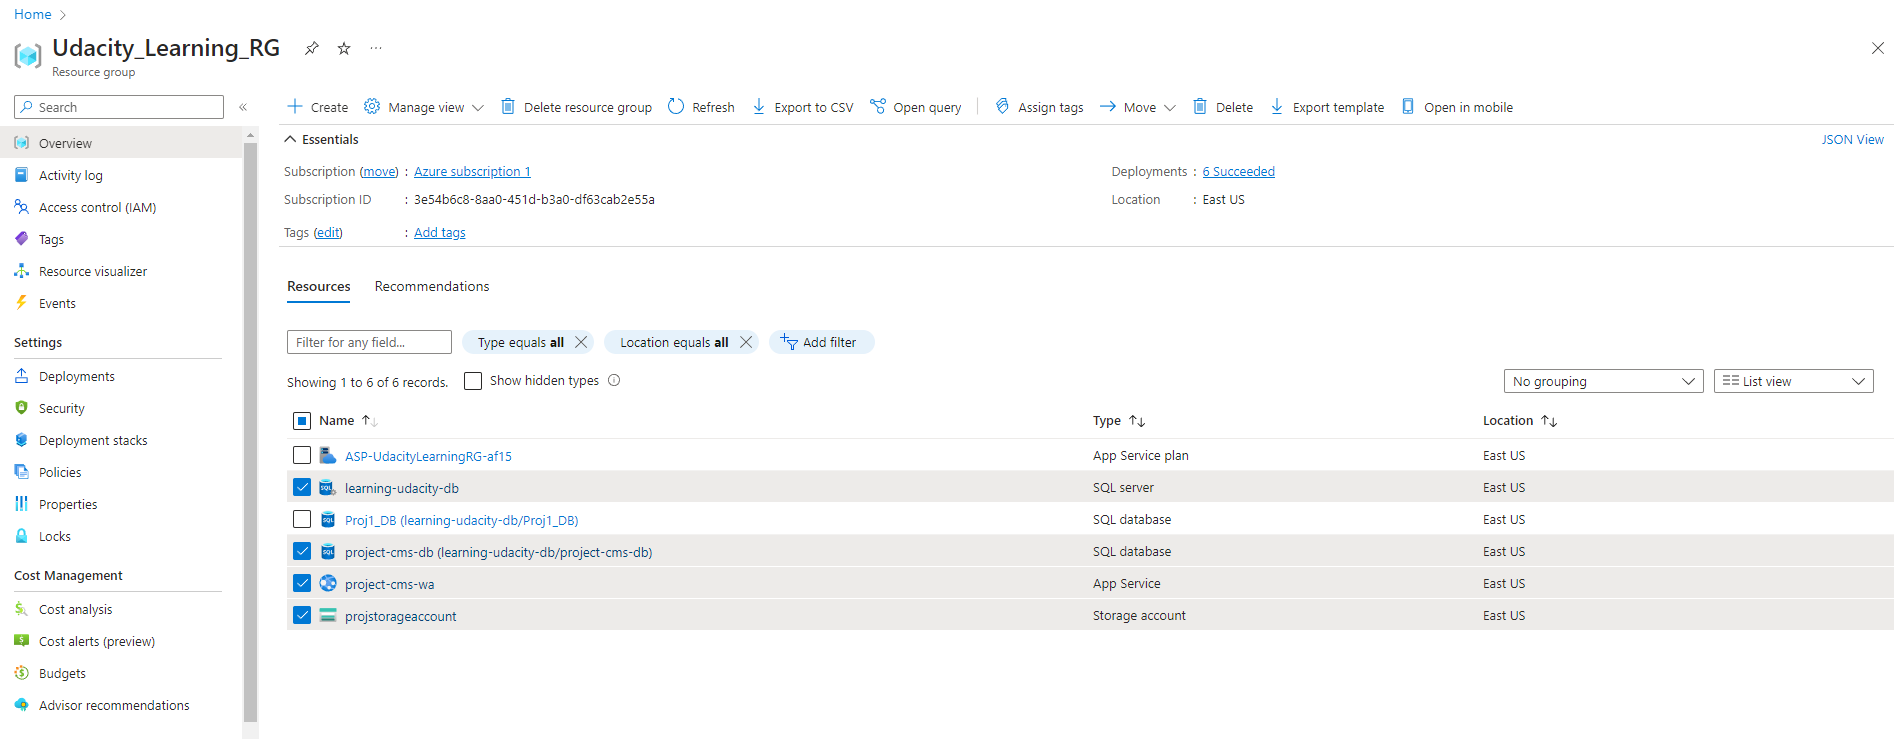 Home
Udacity_Learning_RG
Resource group
Search
Create Manage view Delete resource group Refresh Export to CSV Open query Assign tags Move Delete Export template Open in mobile
Overview
Activity log
Access control (IAM)
Tags
Resource visualizer
Events
Settings
Deployments
Security
Deployment stacks
Policies
Properties
Locks
Cost Management
Cost analysis
Cost alerts (preview)
Budgets
Advisor recommendations
Essentials
JSON View
Subscription (move) : Azure subscription 1
Deployments : 6 Succeeded
Subscription ID : 3e54b6c8-8aa0-451d-b3a0-df63cab2e55a
Location : East US
Tags (edit) : Add tags
Resources Recommendations
Filter for any field... Type equals all Location equals all Add filter
Showing 1 to 6 of 6 records. Show hidden types No grouping List view
Name Type Location
ASP-UdacityLearningRG-af15 App Service plan East US
SQL learning-udacity-db SQL server East US
SQL Proj1_DB (learning-udacity-db/Proj1_DB) SQL database East US
SQL project-cms-db (learning-udacity-db/project-cms-db) SQL database East US
project-cms-wa App Service East US
projstorageaccount Storage account East US